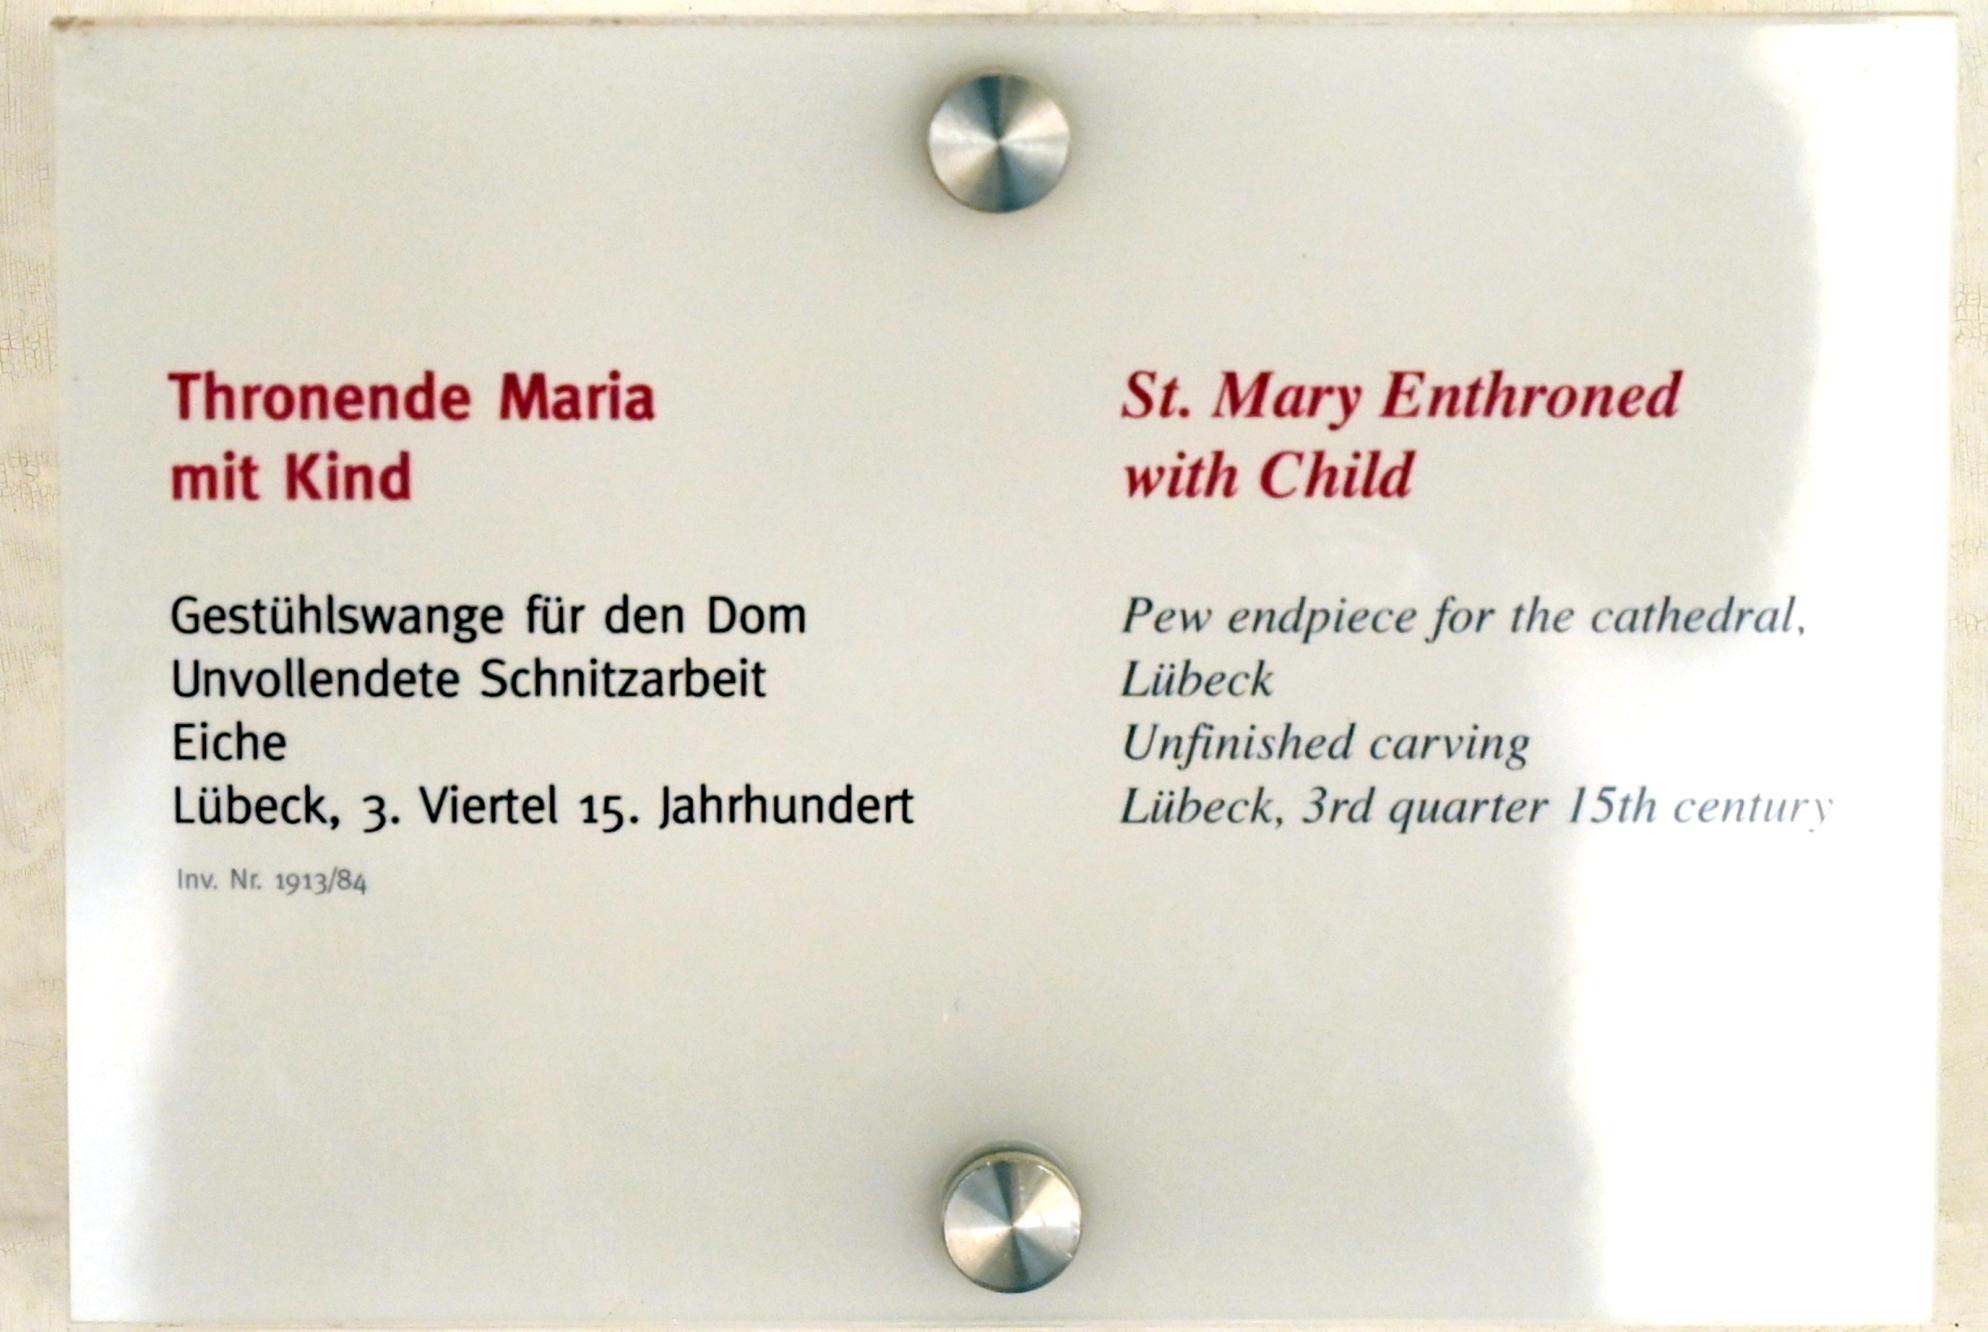 Thronende Maria
mit Kind
Gestühlswange für den Dom
Unvollendete Schnitzarbeit
Eiche
Lübeck, 3. Viertel 15. Jahrhundert
Inv. Nr. 1913/84
St. Mary Enthroned
with Child
Pew endpiece for the cathedral,
Lübeck
Unfinished carving
Lübeck, 3rd quarter 15th century